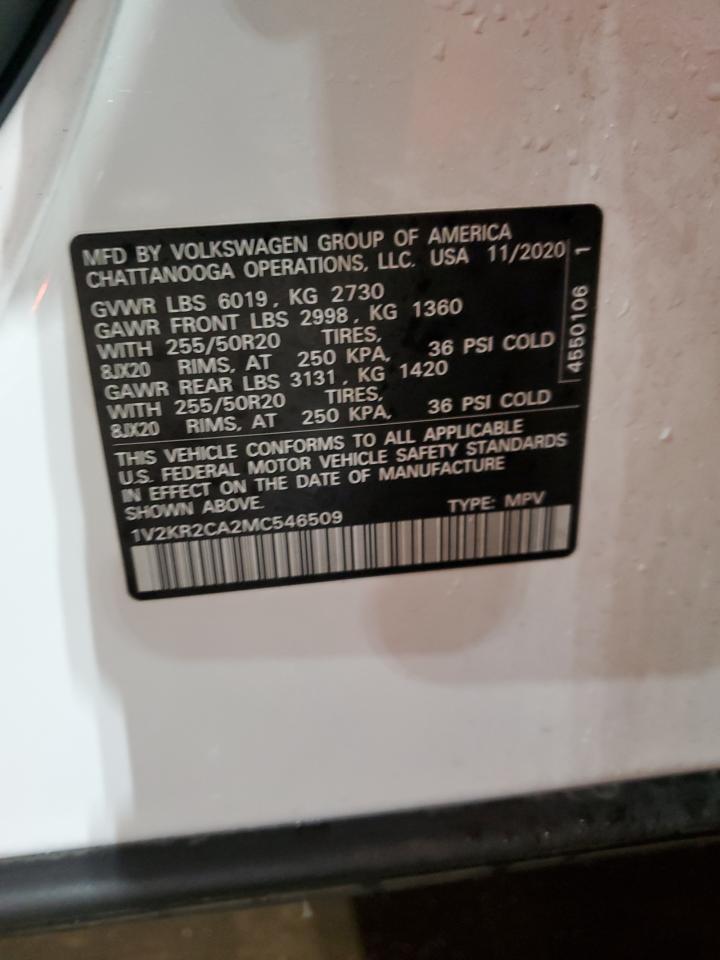 MFD BY VOLKSWAGEN GROUP OF AMERICA
CHATTANOOGA OPERATIONS, LLC. USA 11/2020
GVWR LBS 6019, KG 2730
GAWR FRONT LBS 2998, KG 1360
WITH 255/50R20 TIRES,
8JX20 RIMS, AT 250 KPA, 36 PSI COLD
GAWR REAR LBS 3131, KG 1420
WITH 255/50R20 TIRES,
8JX20 RIMS, AT 250 KPA, 36 PSI COLD
4550106 1
THIS VEHICLE CONFORMS TO ALL APPLICABLE
U.S. FEDERAL MOTOR VEHICLE SAFETY STANDARDS
IN EFFECT ON THE DATE OF MANUFACTURE
SHOWN ABOVE.
1V2KR2CA2MC546509 TYPE: MPV